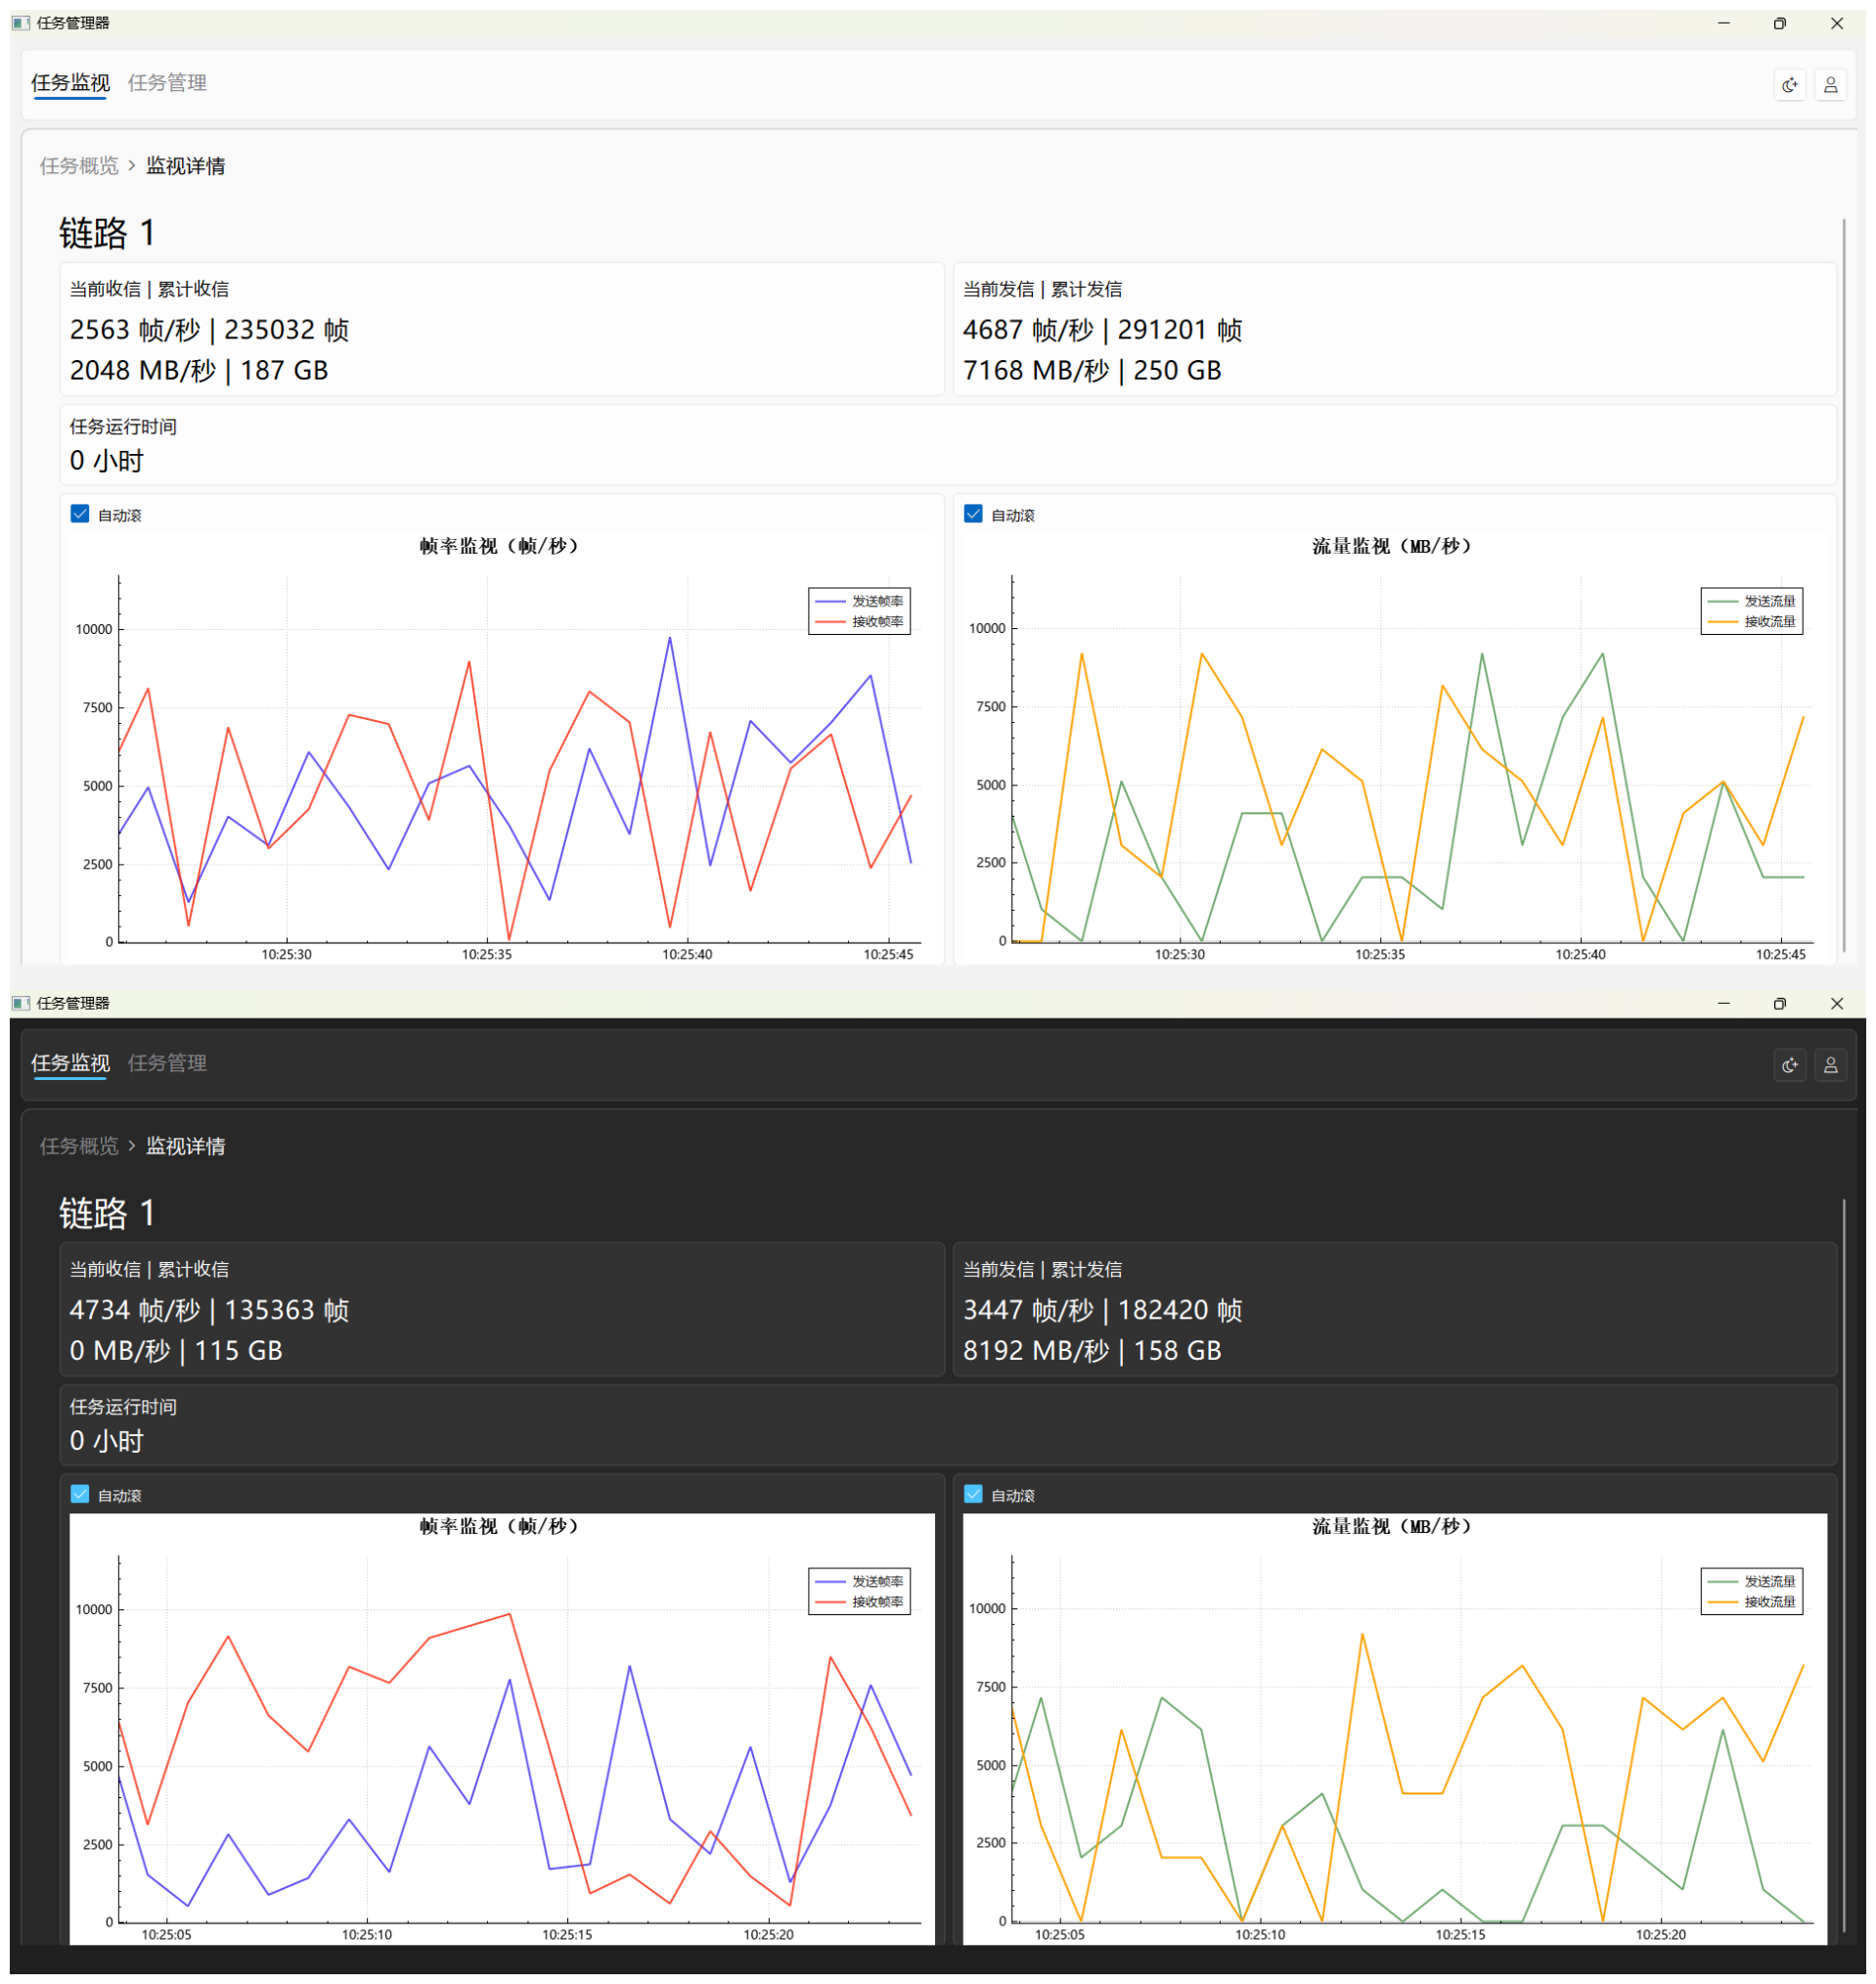 任务管理器
任务监视 任务管理
任务概览 > 监视详情
链路 1
当前收信 | 累计收信
2563 帧/秒 | 235032 帧
2048 MB/秒 | 187 GB
当前发信 | 累计发信
4687 帧/秒 | 291201 帧
7168 MB/秒 | 250 GB
任务运行时间
0 小时
自动滚
帧率监视（帧/秒）
发送帧率
接收帧率
10000
7500
5000
2500
0
10:25:30 10:25:35 10:25:40 10:25:45
自动滚
流量监视（MB/秒）
发送流量
接收流量
10000
7500
5000
2500
0
10:25:30 10:25:35 10:25:40 10:25:45
任务管理器
任务监视 任务管理
任务概览 > 监视详情
链路 1
当前收信 | 累计收信
4734 帧/秒 | 135363 帧
0 MB/秒 | 115 GB
当前发信 | 累计发信
3447 帧/秒 | 182420 帧
8192 MB/秒 | 158 GB
任务运行时间
0 小时
自动滚
帧率监视（帧/秒）
发送帧率
接收帧率
10000
7500
5000
2500
0
10:25:05 10:25:10 10:25:15 10:25:20
自动滚
流量监视（MB/秒）
发送流量
接收流量
10000
7500
5000
2500
0
10:25:05 10:25:10 10:25:15 10:25:20